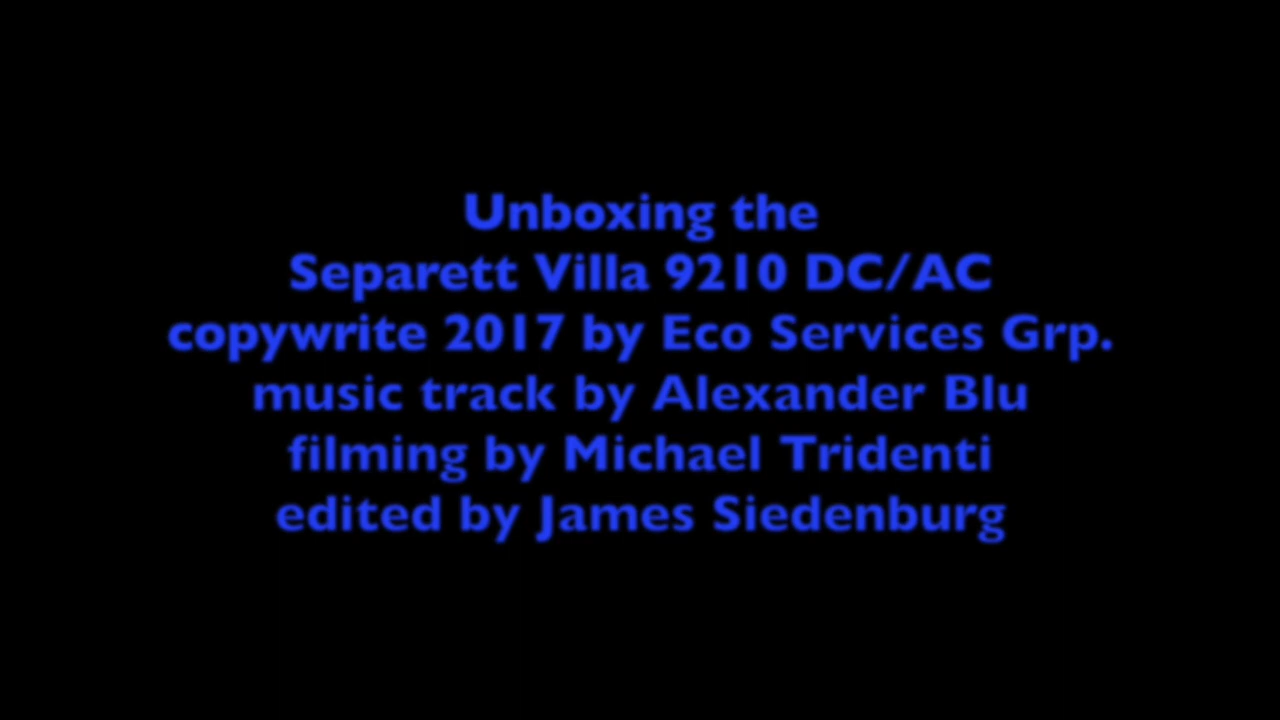 Unboxing the
Separett Villa 9210 DC/AC
copywrite 2017 by Eco Services Grp.
music track by Alexander Blu
filming by Michael Tridenti
edited by James Siedenburg